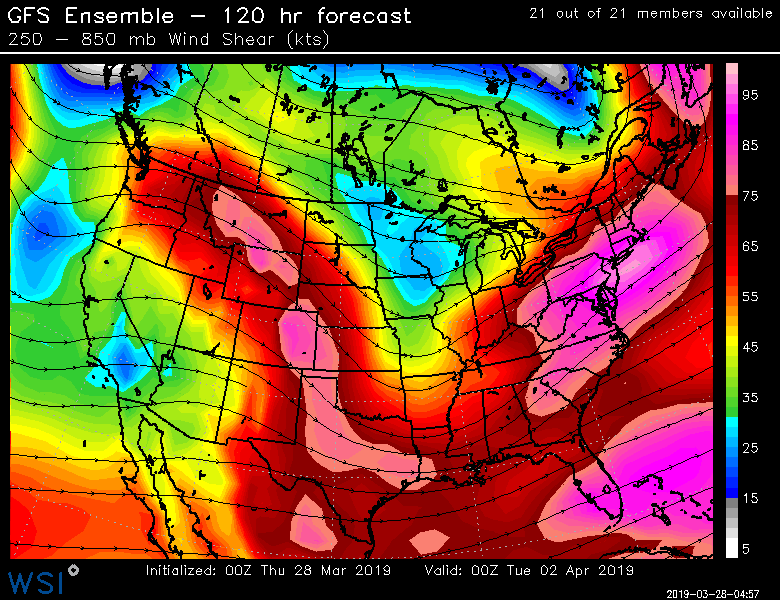 GFS Ensemble – 120 hr forecast
21 out of 21 members available
250 – 850 mb Wind Shear (kts)
95
85
75
65
55
45
35
25
15
5
Initialized: 00Z Thu 28 Mar 2019
Valid: 00Z Tue 02 Apr 2019
WSI
2019-03-28-04:57